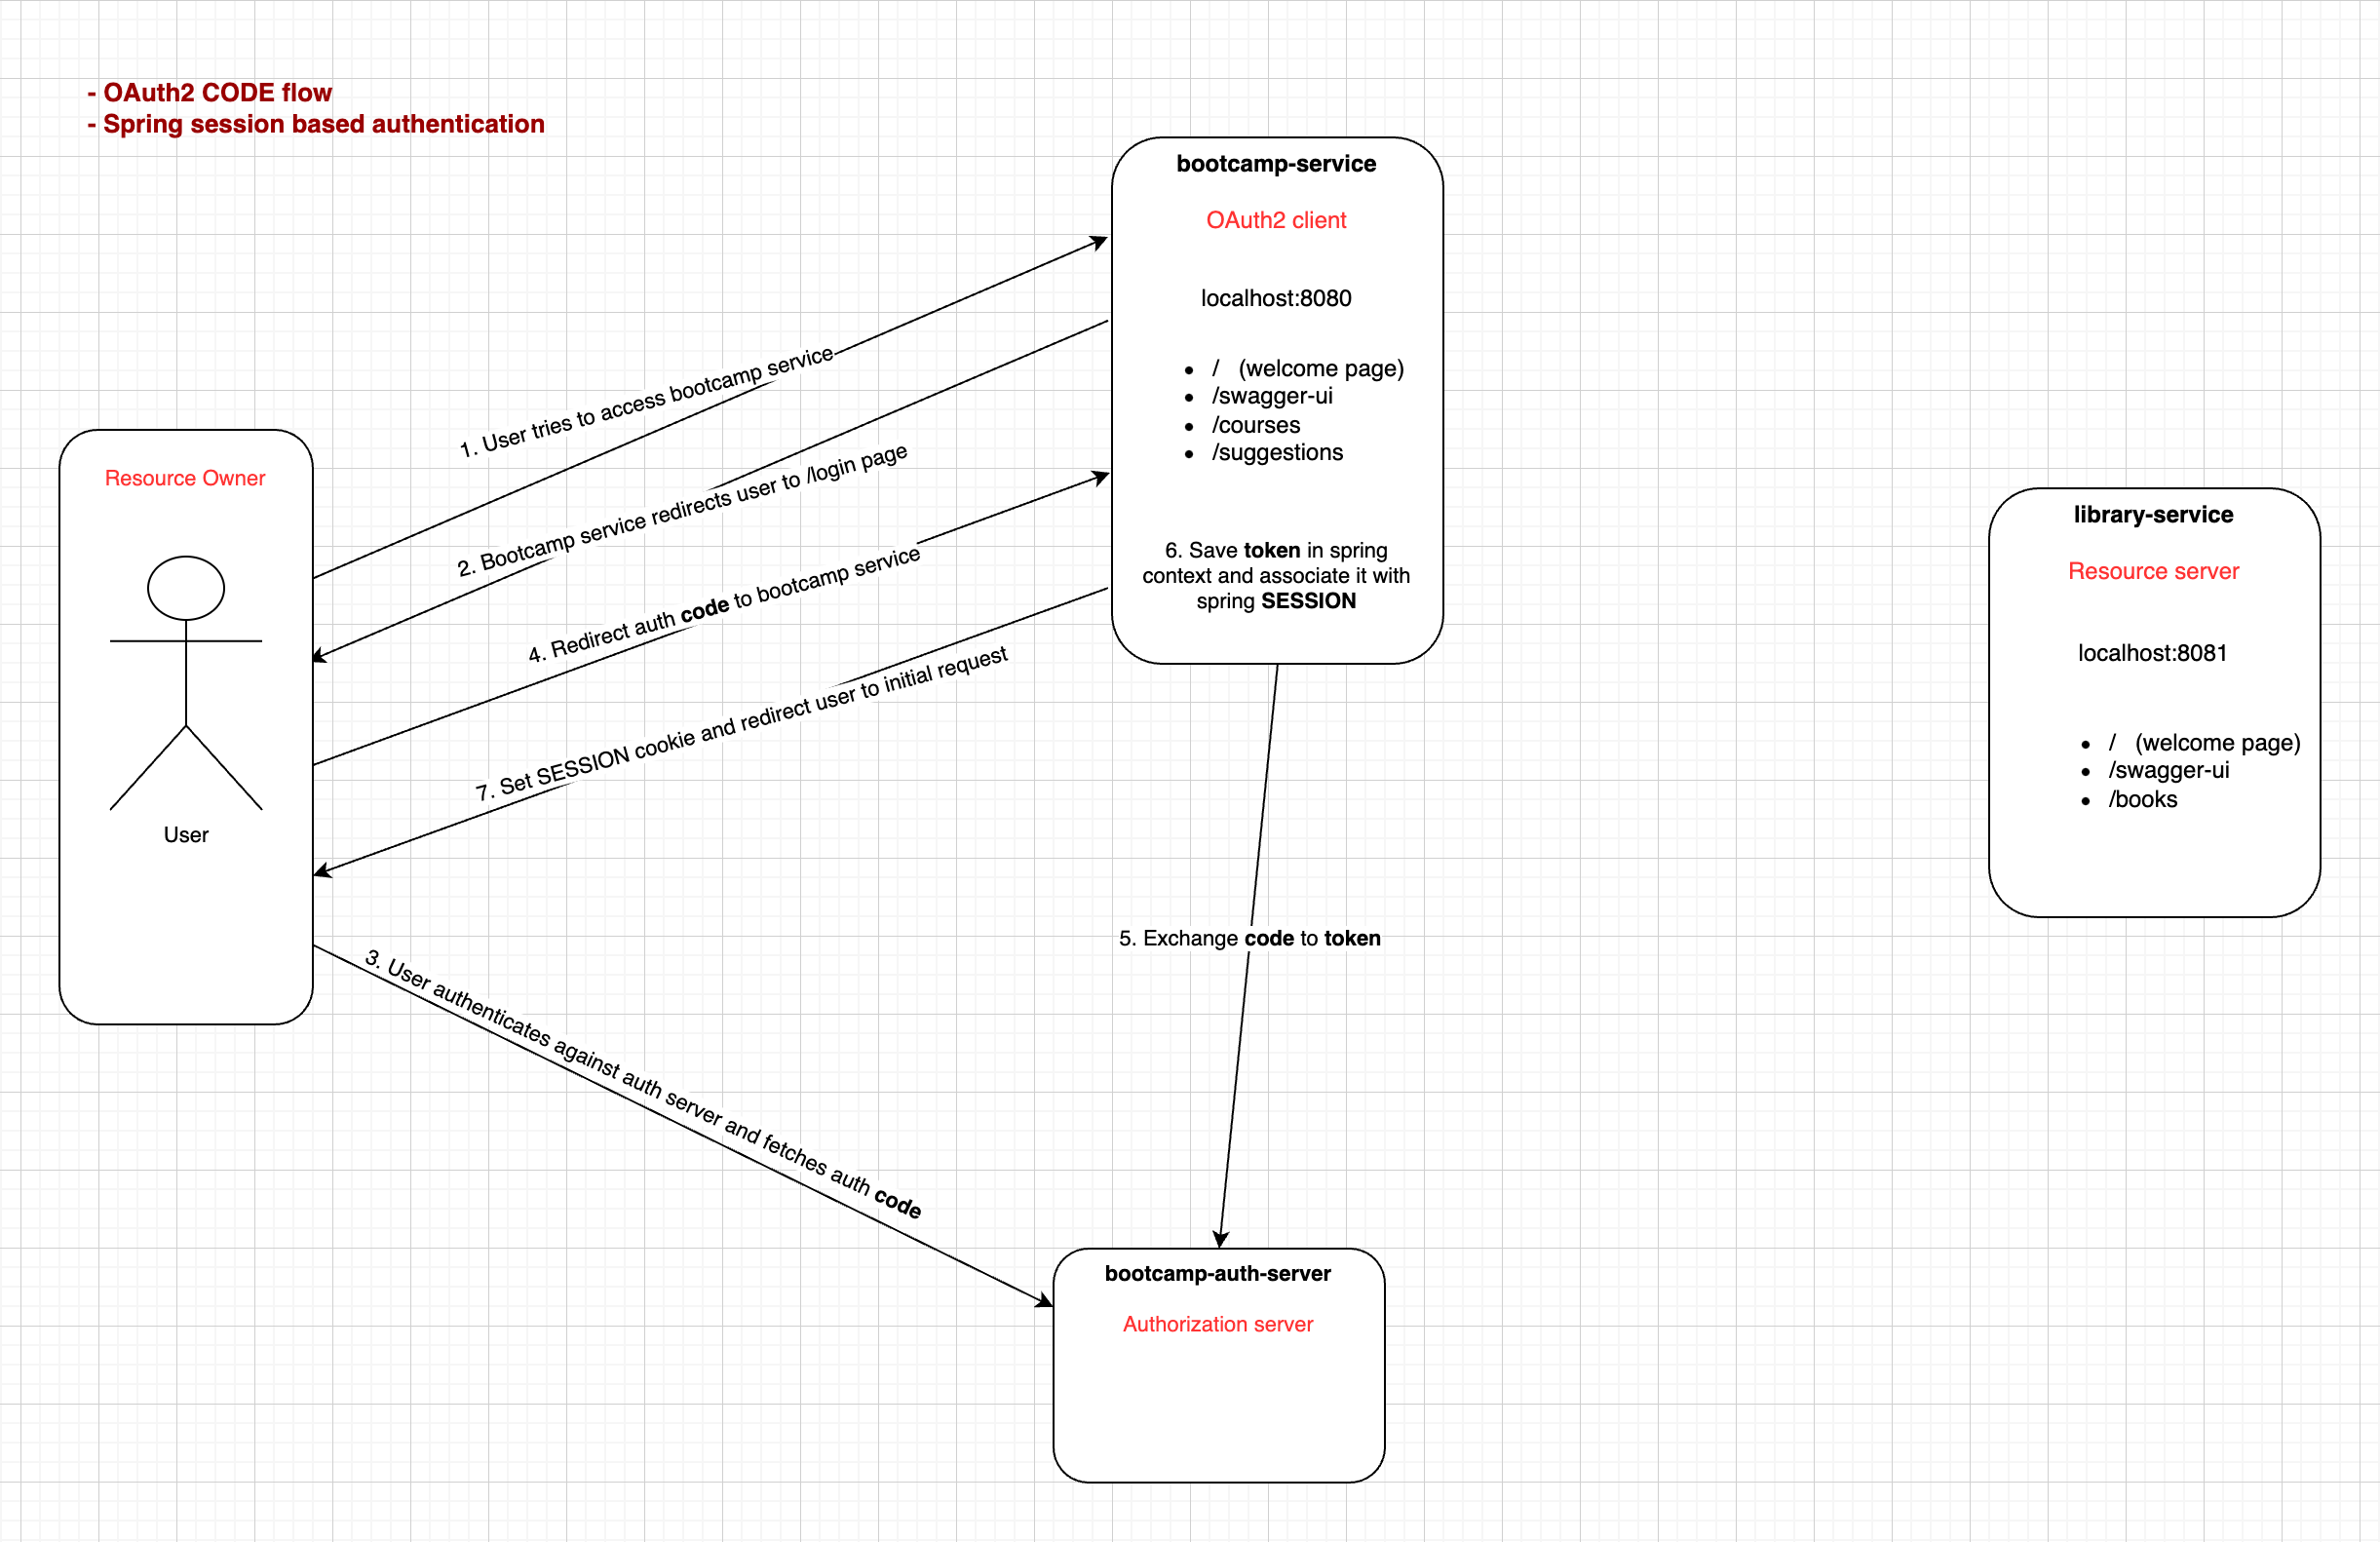 - OAuth2 CODE flow
- Spring session based authentication
bootcamp-service
OAuth2 client
localhost:8080
• / (welcome page)
• /swagger-ui
• /courses
• /suggestions
6. Save token in spring
context and associate it with
spring SESSION
1. User tries to access bootcamp service
2. Bootcamp service redirects user to /login page
4. Redirect auth code to bootcamp service
7. Set SESSION cookie and redirect user to initial request
Resource Owner
User
library-service
Resource server
localhost:8081
• / (welcome page)
• /swagger-ui
• /books
5. Exchange code to token
3. User authenticates against auth server and fetches auth code
bootcamp-auth-server
Authorization server